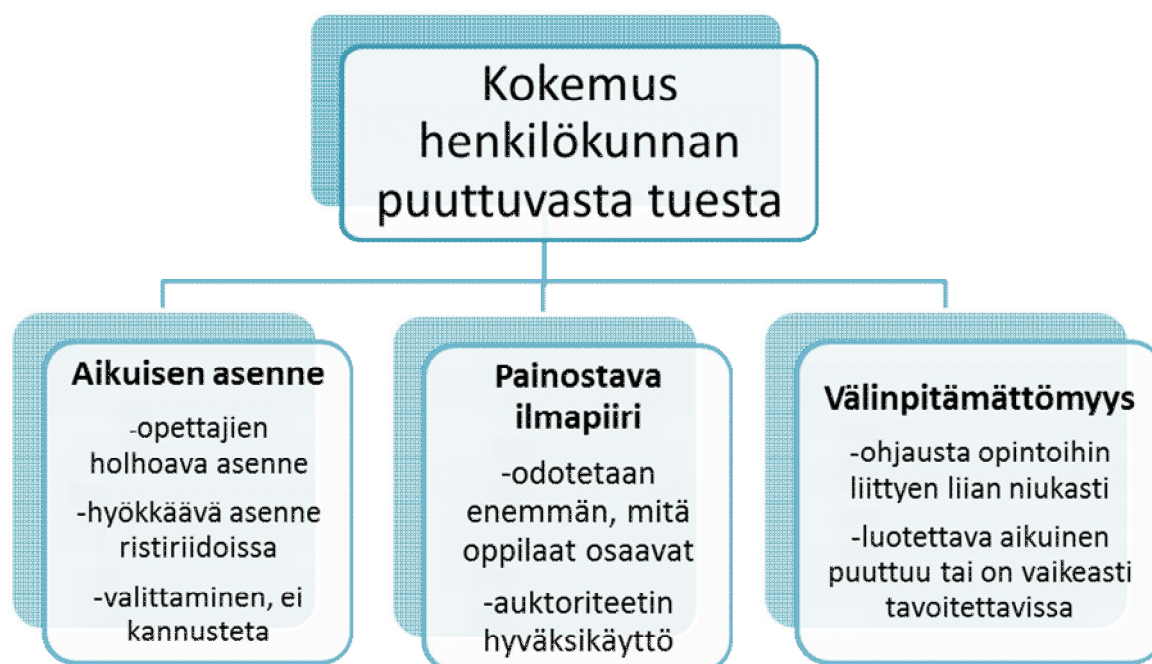 Kokemus
henkilökunnan
puuttuvasta tuesta
Aikuisen asenne
-opettajien
holhoava asenne
-hyökkäävä asenne
ristiriidoissa
-valittaminen, ei
kannusteta
Painostava
ilmapiiri
-odotetaan
enemmän, mitä
oppilaat osaavat
-auktoriteetin
hyväksikäyttö
Välinpitämättömyys
-ohjausta opintoihin
liittyen liian niukasti
-luotettava aikuinen
puuttuu tai on vaikeasti
tavoitettavissa